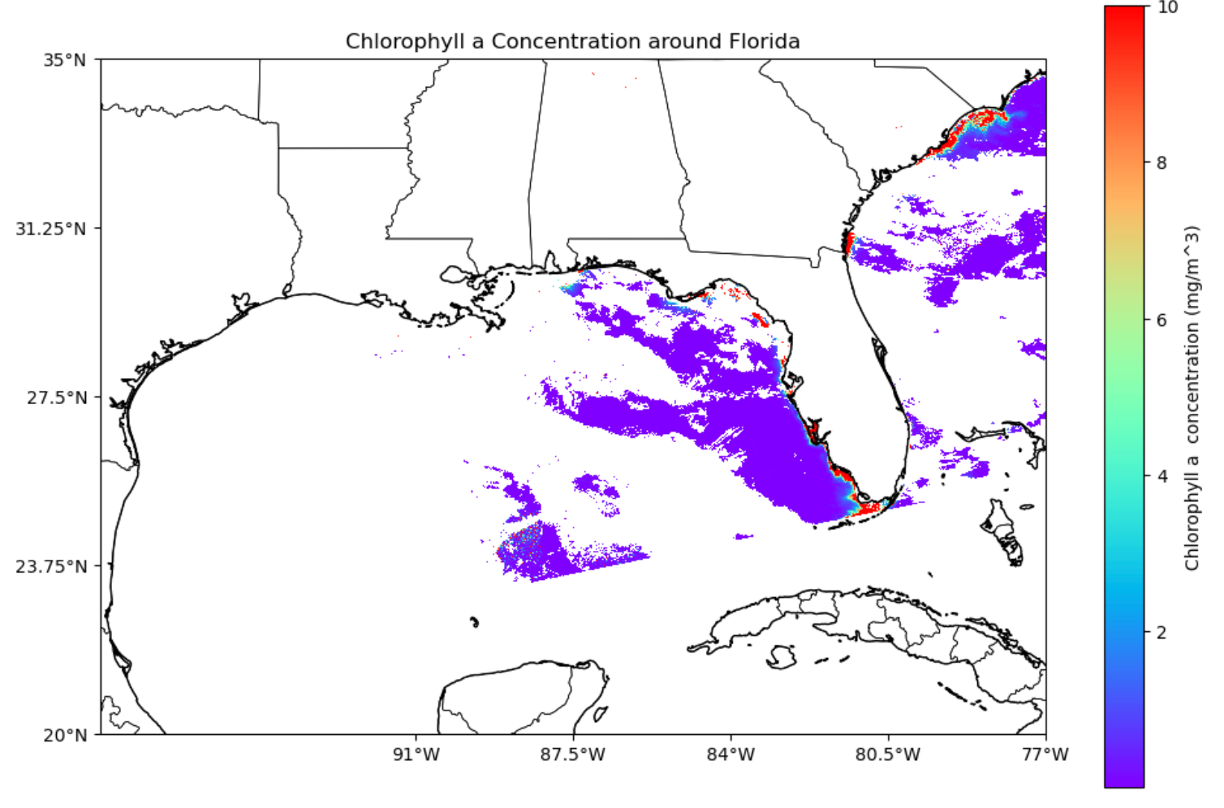 Chlorophyll a Concentration around Florida
35°N
31.25°N
27.5°N
23.75°N
20°N
91°W
87.5°W
84°W
80.5°W
77°W
10
8
6
4
2
Chlorophyll a  concentration (mg/m^3)